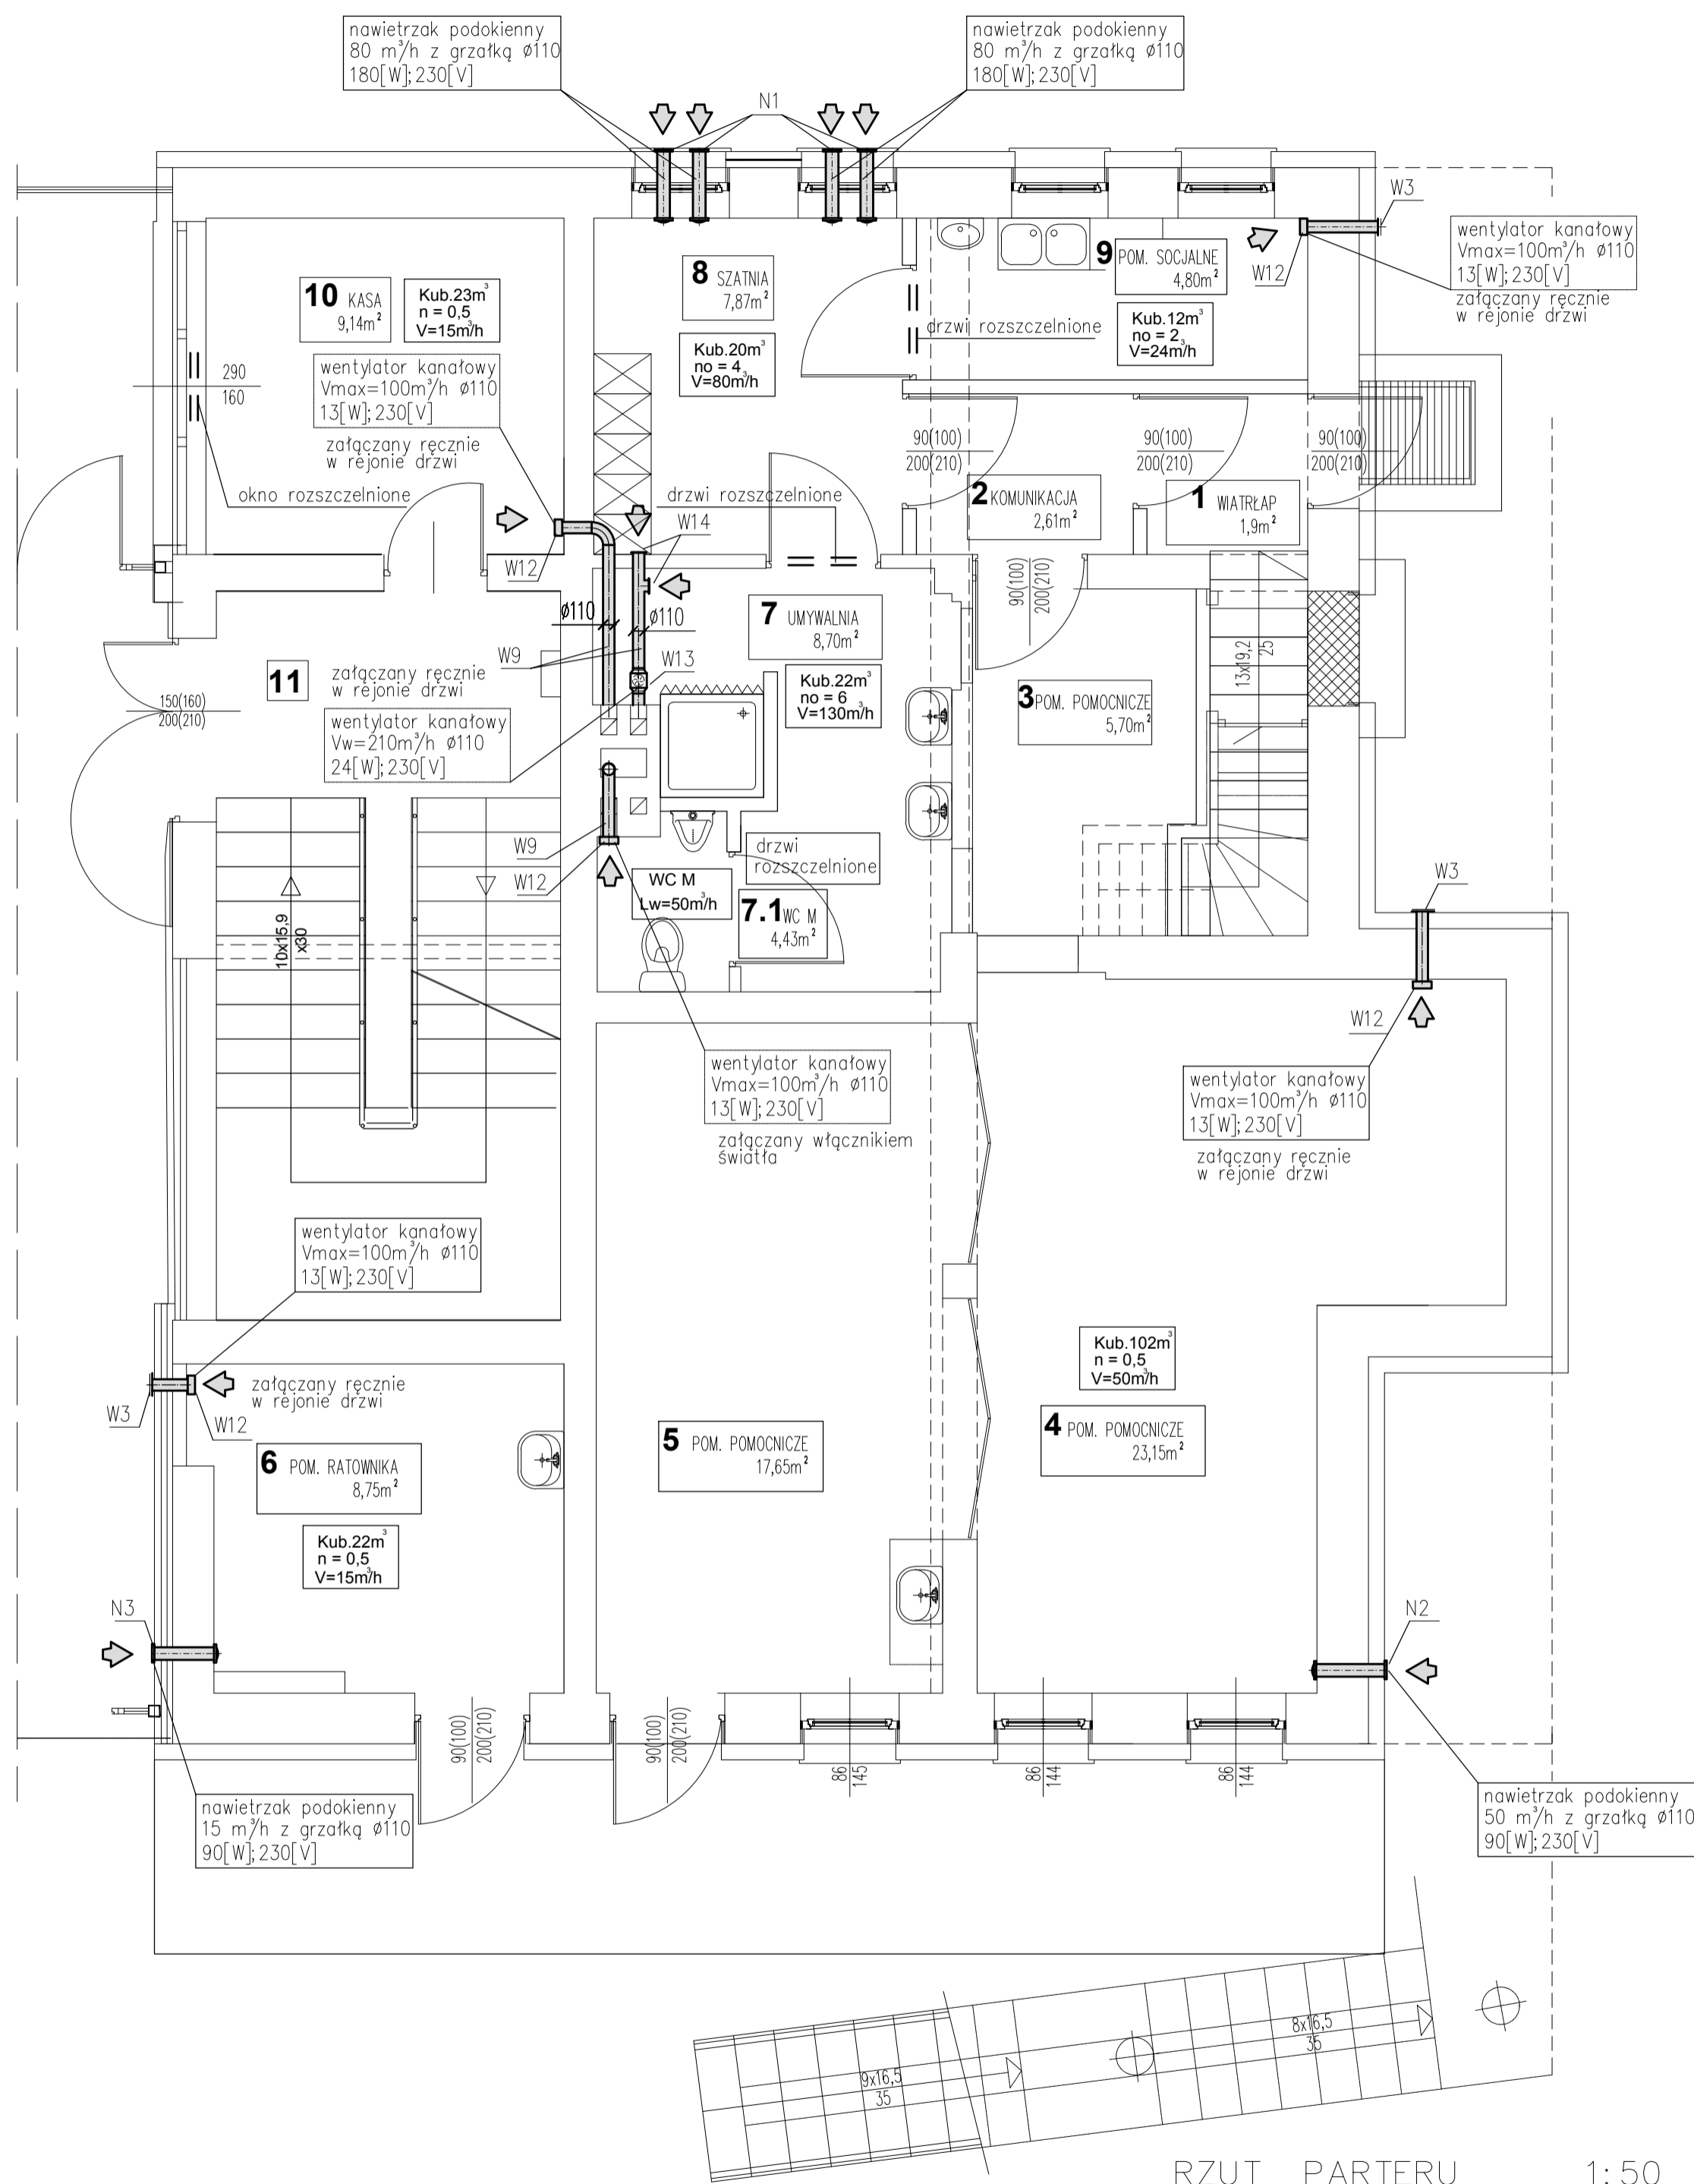 nawietrzak podokienny
80 m³/h z grzałką ø110
180[W];230[V]
nawietrzak podokienny
80 m³/h z grzałką ø110
180[W];230[V]
N1
W3
wentylator kanałowy
Vmax=100m³/h ø110
13[W];230[V]
załączany ręcznie
w rejonie drzwi
W12
9 POM. SOCJALNE
4,80m²
Kub.12m³
no = 2
V=24m³/h
8 SZATNIA
7,87m²
Kub.20m³
no = 4
V=80m³/h
drzwi rozszczelnione
10 KASA
9,14m²
Kub.23m³
n = 0,5
V=15m³/h
290
160
wentylator kanałowy
Vmax=100m³/h ø110
13[W];230[V]
załączany ręcznie
w rejonie drzwi
okno rozszczelnione
drzwi rozszczelnione
90(100)
200(210)
90(100)
200(210)
90(100)
200(210)
2 KOMUNIKACJA
2,61m²
1 WIATRŁAP
1,9m²
W14
W12
ø110
ø110
90(100)
200(210)
7 UMYWALNIA
8,70m²
W9
W13
Kub.22m³
no = 6
V=130m³/h
11
załączany ręcznie
w rejonie drzwi
wentylator kanałowy
Vw=210m³/h ø110
24[W];230[V]
150(160)
200(210)
3 POM. POMOCNICZE
5,70m²
13x19,2
25
W9
W12
drzwi
rozszczelnione
WC M
Lw=50m³/h
7.1 WC M
4,43m²
10x15,9
x30
W3
W12
wentylator kanałowy
Vmax=100m³/h ø110
13[W];230[V]
załączany włącznikiem
światła
wentylator kanałowy
Vmax=100m³/h ø110
13[W];230[V]
załączany ręcznie
w rejonie drzwi
wentylator kanałowy
Vmax=100m³/h ø110
13[W];230[V]
załączany ręcznie
w rejonie drzwi
W3
W12
Kub.102m³
n = 0,5
V=50m³/h
6 POM. RATOWNIKA
8,75m²
5 POM. POMOCNICZE
17,65m²
4 POM. POMOCNICZE
23,15m²
Kub.22m³
n = 0,5
V=15m³/h
N3
N2
90(100)
200(210)
90(100)
200(210)
86
145
86
144
86
144
nawietrzak podokienny
15 m³/h z grzałką ø110
90[W];230[V]
nawietrzak podokienny
50 m³/h z grzałką ø110
90[W];230[V]
8x16,5
35
9x16,5
35
RZUT PARTERU 1:50